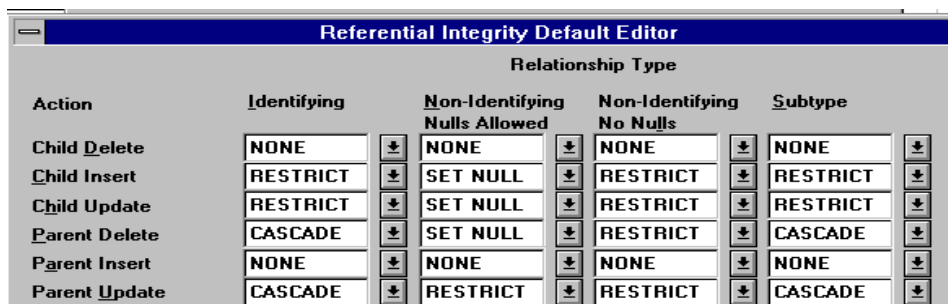 Referential Integrity Default Editor
Relationship Type
Action Identifying Non-Identifying Nulls Allowed Non-Identifying No Nulls Subtype
Child Delete NONE NONE NONE NONE
Child Insert RESTRICT SET NULL RESTRICT RESTRICT
Child Update RESTRICT SET NULL RESTRICT RESTRICT
Parent Delete CASCADE SET NULL RESTRICT CASCADE
Parent Insert NONE NONE NONE NONE
Parent Update CASCADE RESTRICT RESTRICT CASCADE